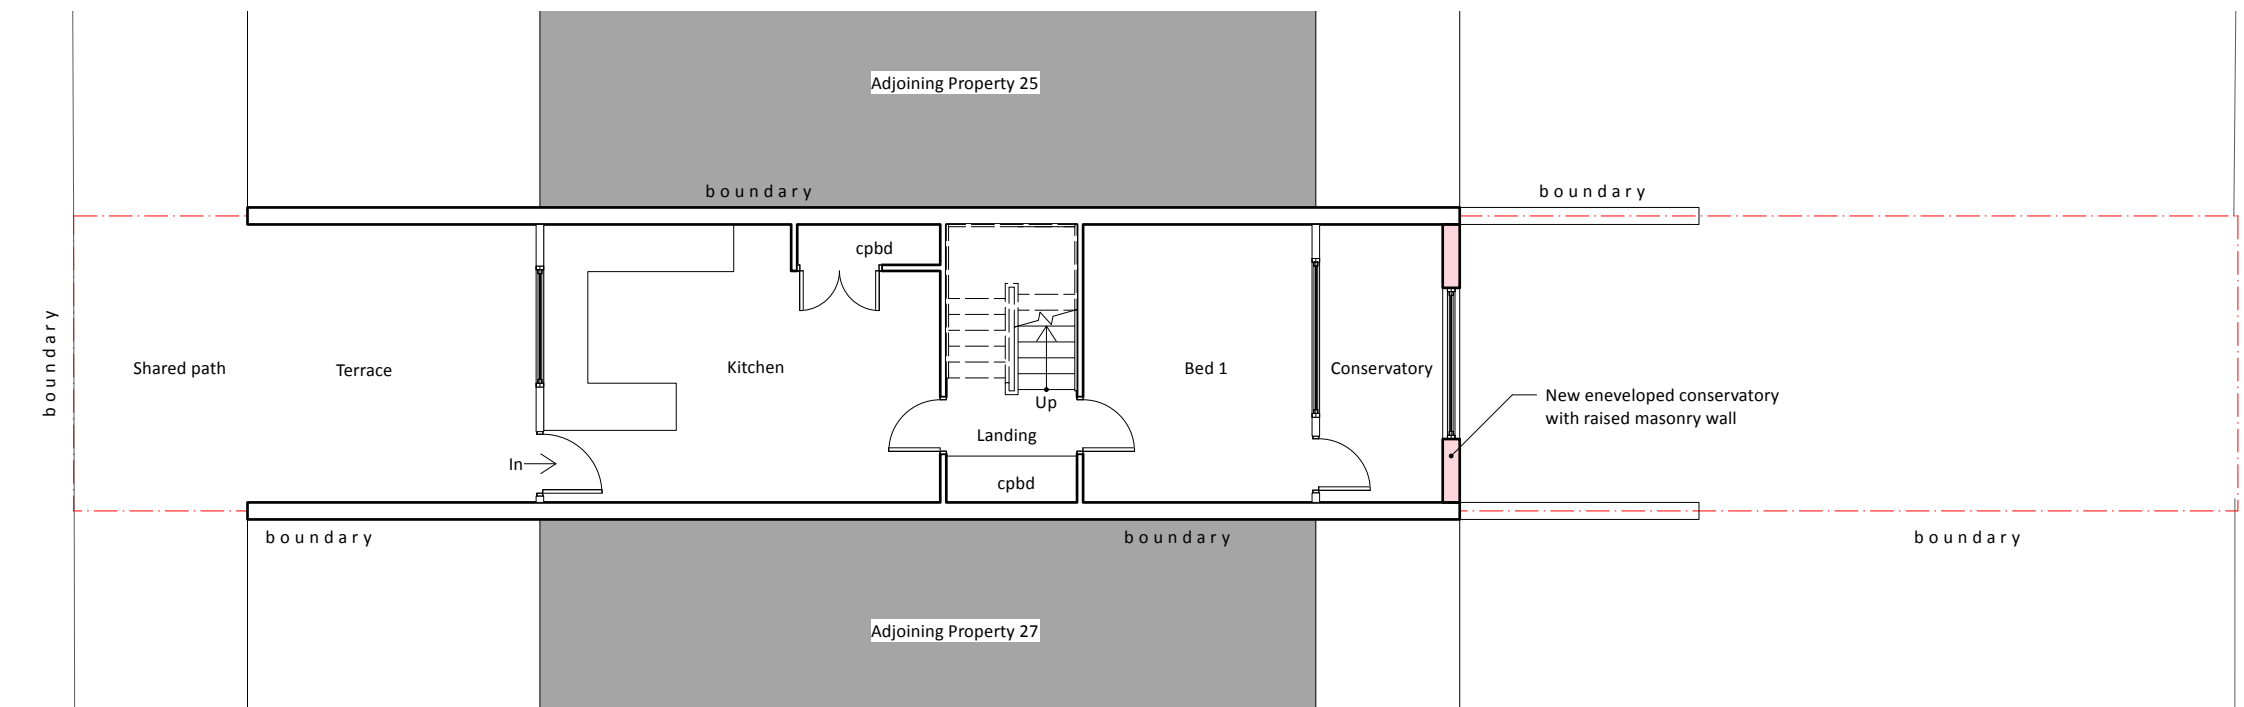 Adjoining Property 25
boundary
boundary
cpbd
boundary
Shared path
Terrace
Kitchen
Bed 1
Conservatory
New eneveloped conservatory
with raised masonry wall
Up
Landing
In
cpbd
boundary
boundary
boundary
Adjoining Property 27